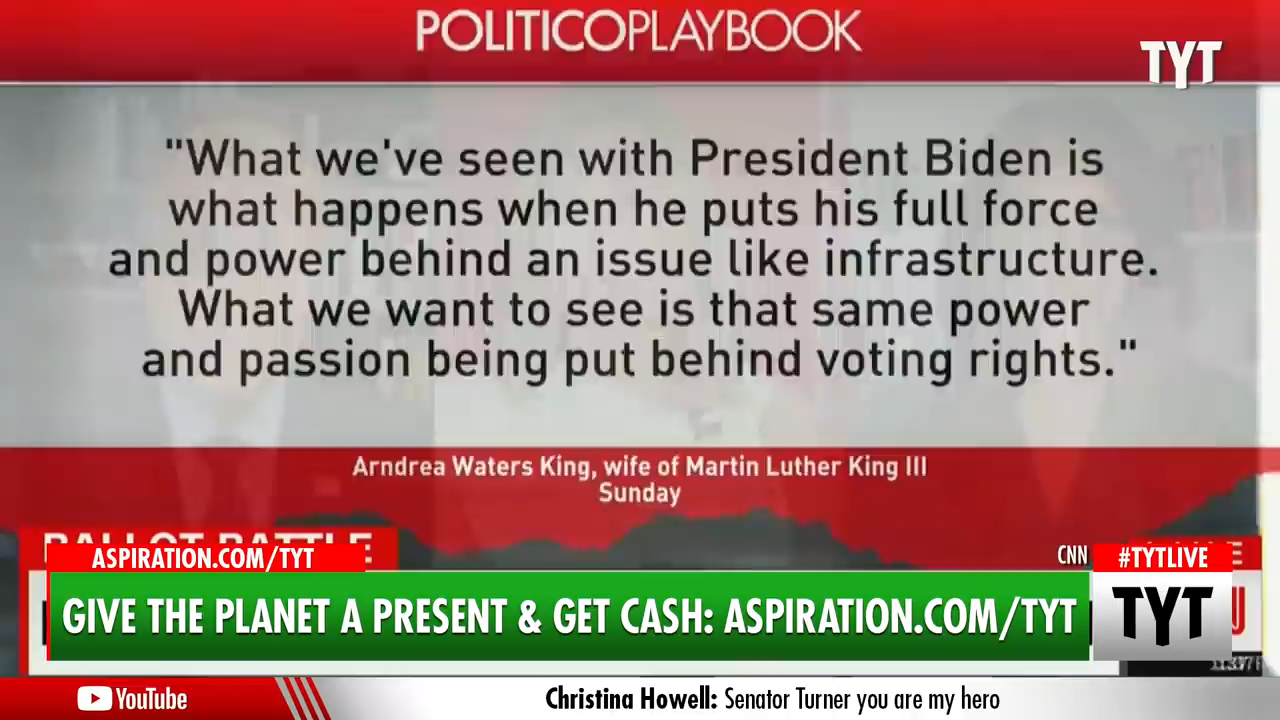 POLITICOPLAYBOOK
TYT
"What we've seen with President Biden is
what happens when he puts his full force
and power behind an issue like infrastructure.
What we want to see is that same power
and passion being put behind voting rights."
Arndrea Waters King, wife of Martin Luther King III
Sunday
BALLOT BATTLE
ASPIRATION.COM/TYT
CNN
#TYTLIVE
GIVE THE PLANET A PRESENT & GET CASH: ASPIRATION.COM/TYT
TYT
YouTube
Christina Howell: Senator Turner you are my hero